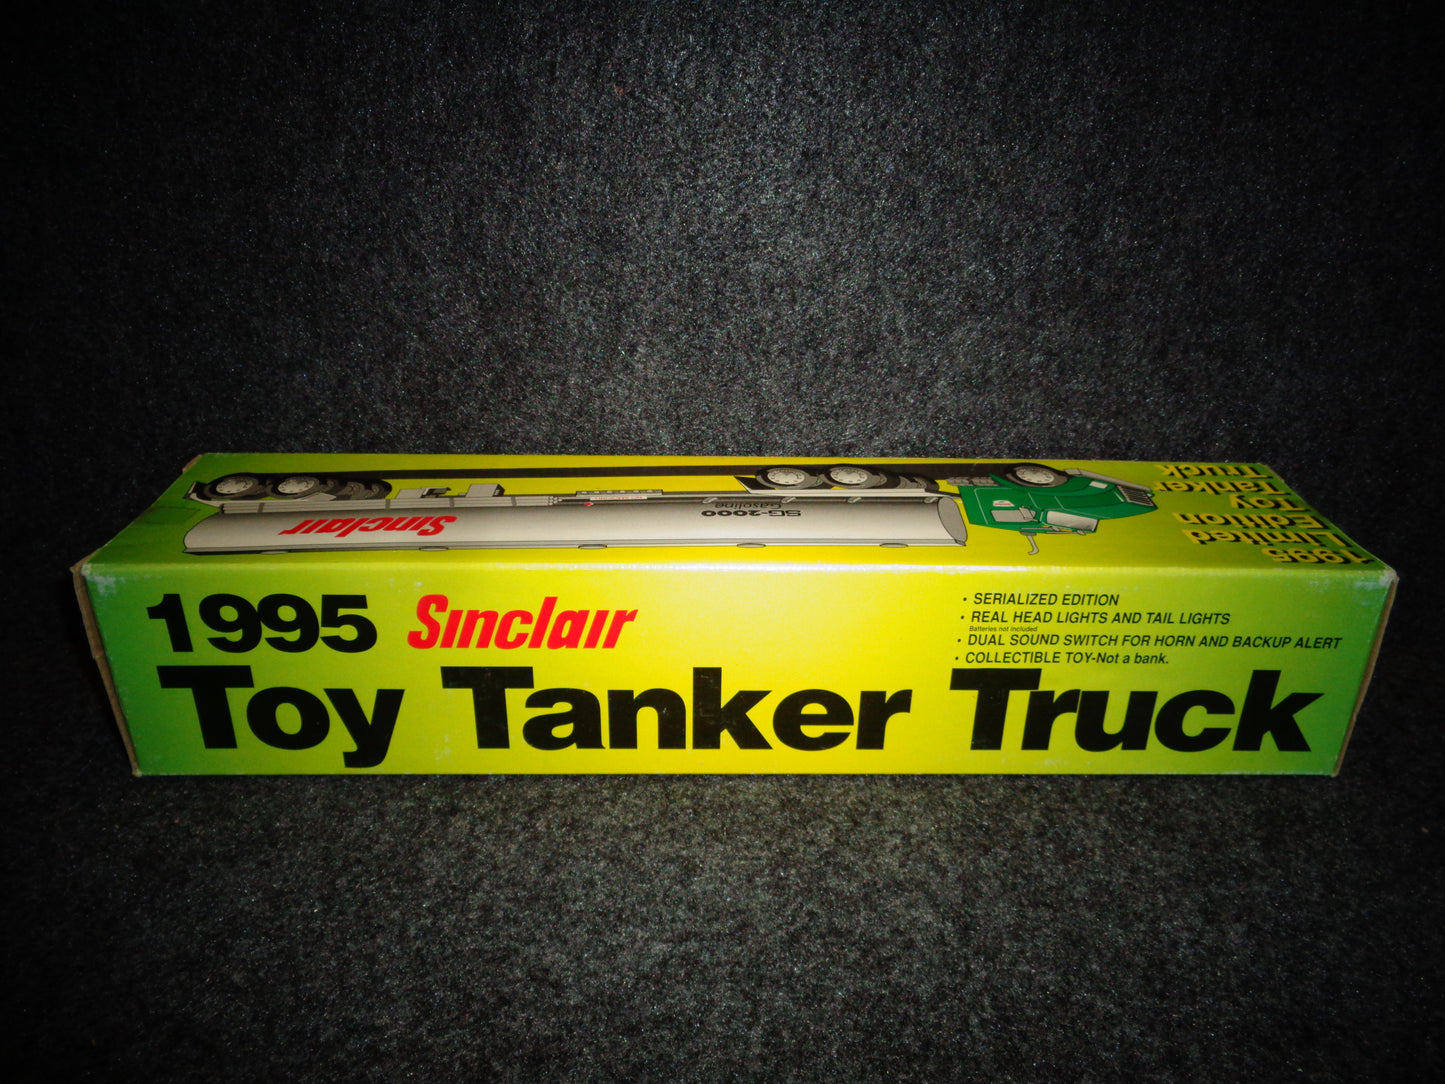 1995
Limited
Edition
Toy
Tanker
Truck
Sinclair
SG-2000
Gasoline
1995 Sinclair
Toy Tanker Truck
• SERIALIZED EDITION
• REAL HEAD LIGHTS AND TAIL LIGHTS
Batteries not included
• DUAL SOUND SWITCH FOR HORN AND BACKUP ALERT
• COLLECTIBLE TOY-Not a bank.